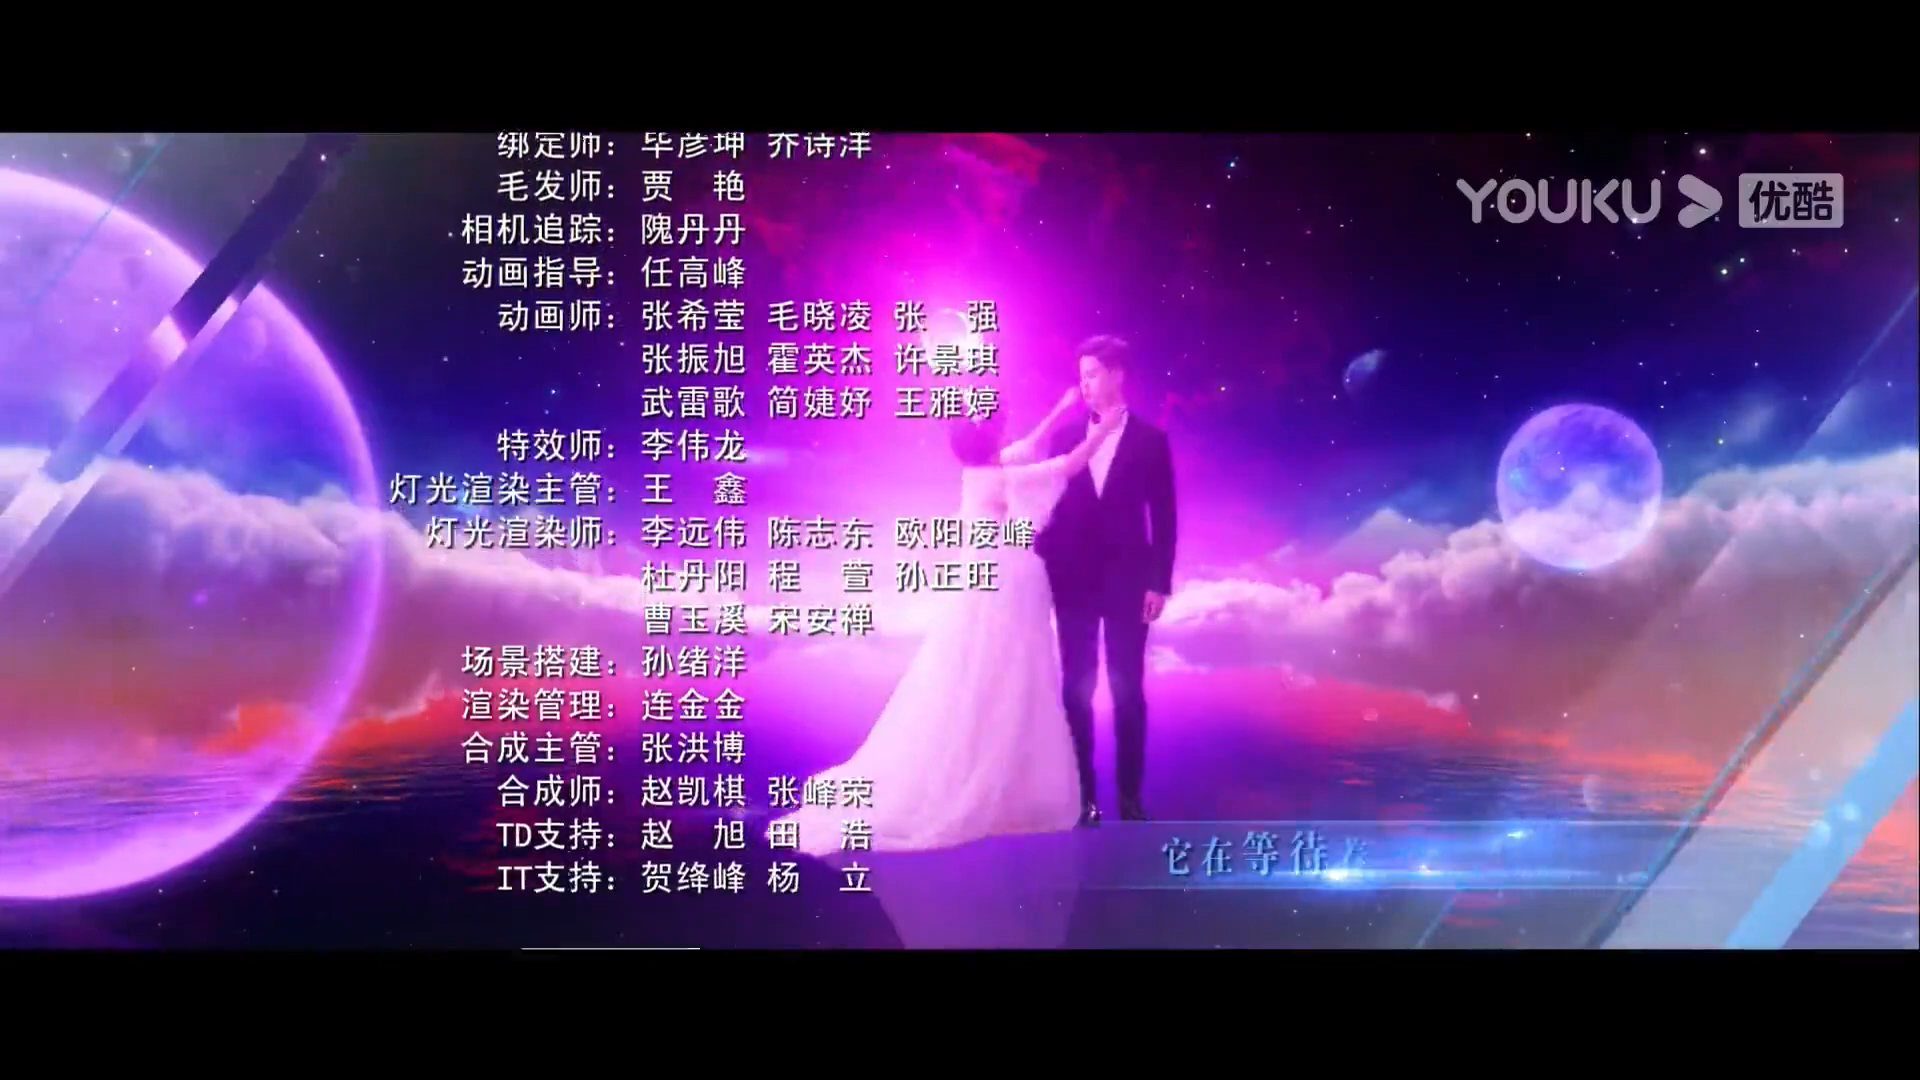 绑定师：毕彦坤 乔诗洋
YOUKU 优酷
毛发师：贾 艳
相机追踪：隗丹丹
动画指导：任高峰
动画师：张希莹 毛晓凌 张 强
张振旭 霍英杰 许景琪
武雷歌 简婕妤 王雅婷
特效师：李伟龙
灯光渲染主管：王 鑫
灯光渲染师：李远伟 陈志东 欧阳凌峰
杜丹阳 程 萱 孙正旺
曹玉溪 宋安禅
场景搭建：孙绪洋
渲染管理：连金金
合成主管：张洪博
合成师：赵凯棋 张峰荣
TD支持：赵 旭 田 浩
IT支持：贺绛峰 杨 立
它在等待